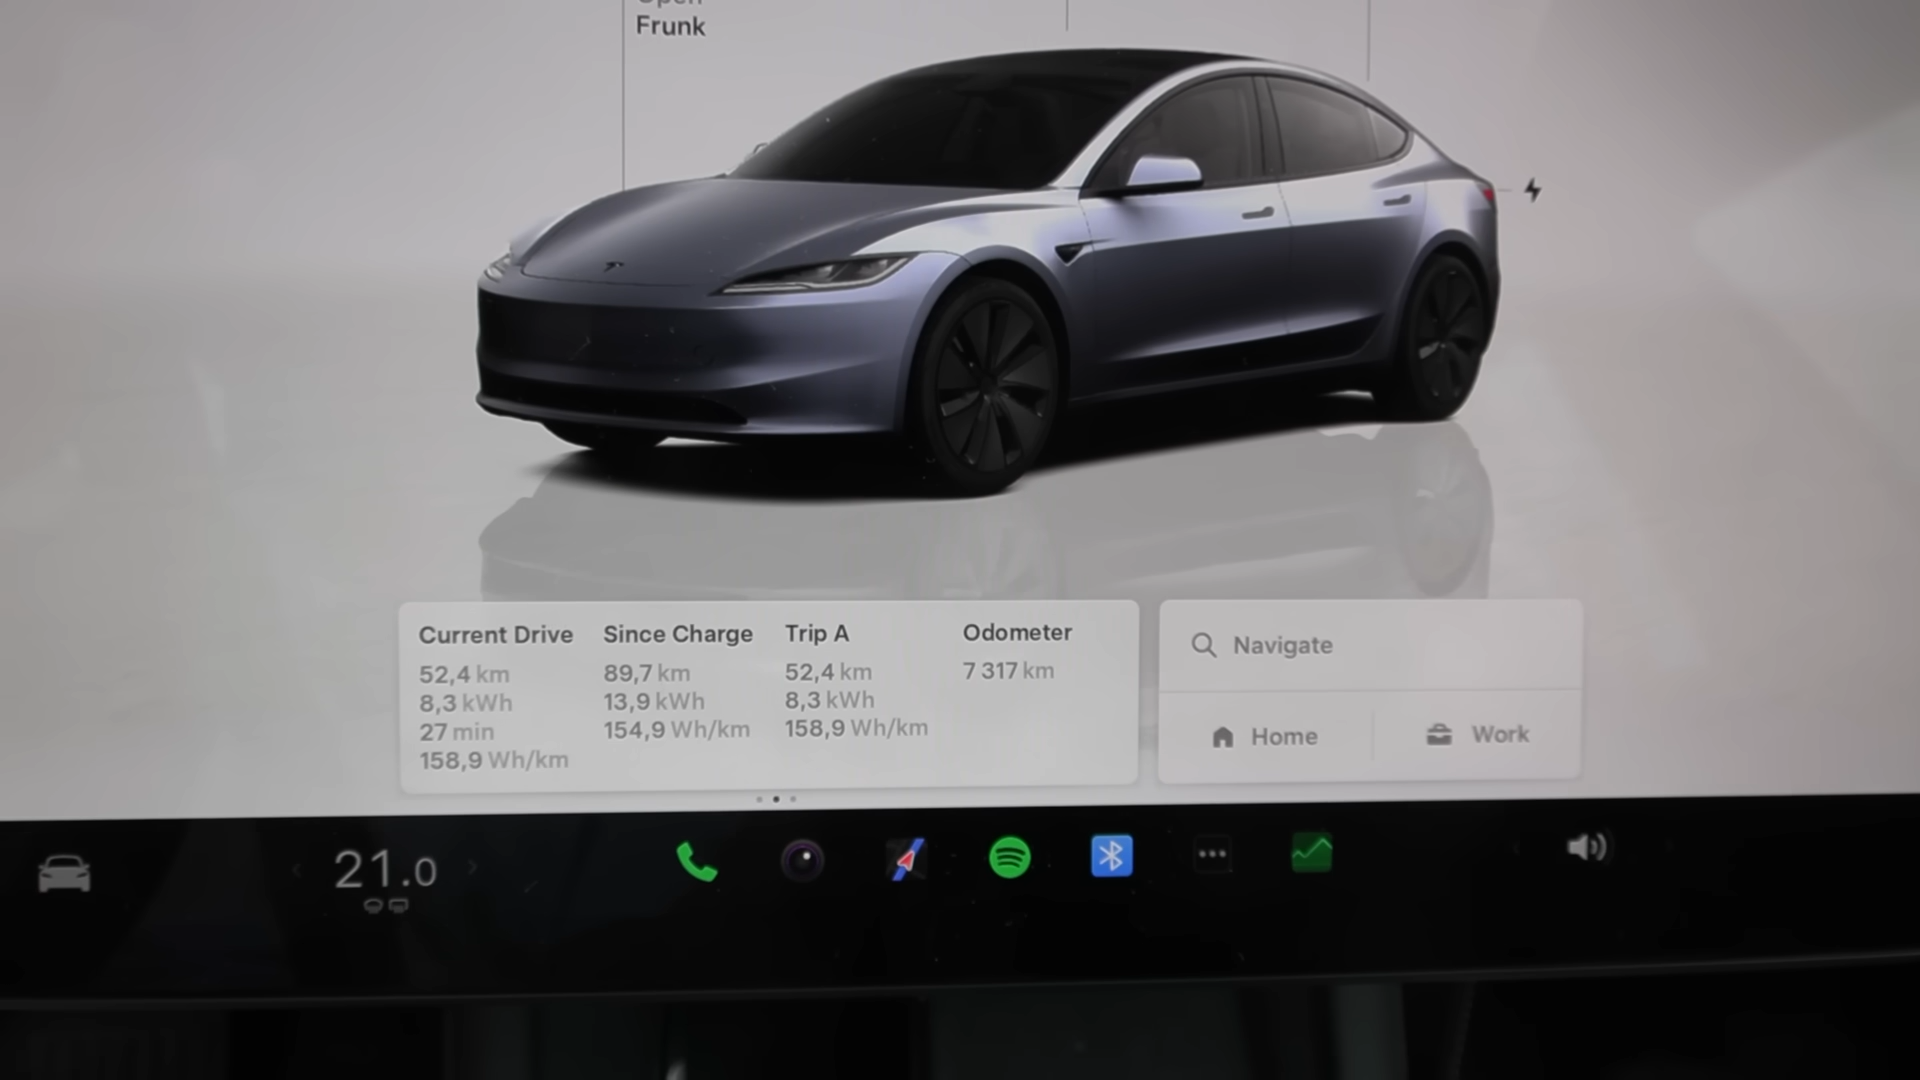 Open
Frunk
Current Drive
52,4 km
8,3 kWh
27 min
158,9 Wh/km
Since Charge
89,7 km
13,9 kWh
154,9 Wh/km
Trip A
52,4 km
8,3 kWh
158,9 Wh/km
Odometer
7 317 km
Navigate
Home
Work
21.0